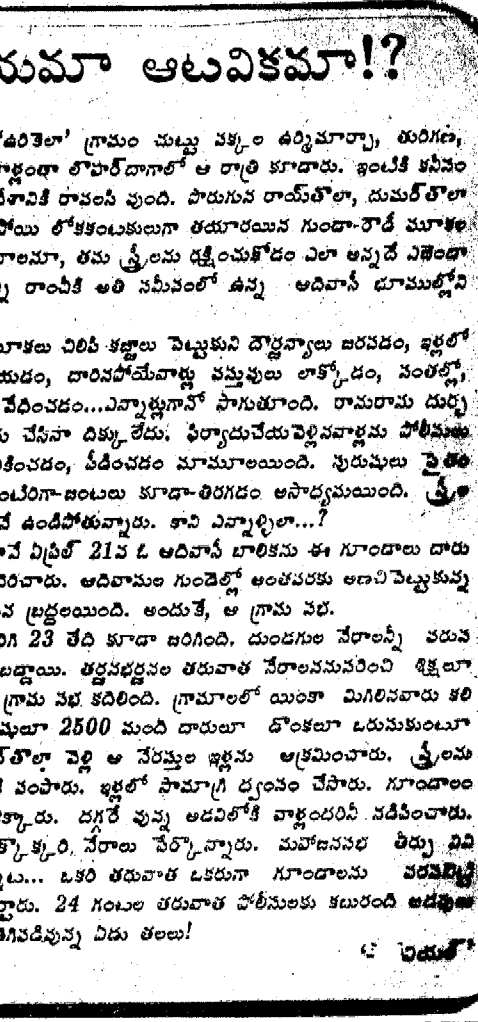 నుమా ఆటవికమా!?
'ఉరికెలా' గ్రామం చుట్టు పక్కల ఉర్మిమార్పా, తురిగణి,
లోహర్‌దాగాలో ఆ రాత్రి కూడారు. ఇంటికి కనీసం
రావలసి వుంది. పొరుగున రాయ్‌తొలా, దుమర్‌తొలా
పోయి లోకకంటకులుగా తయారయిన గుండా-రౌడీ మూకల
తమ స్త్రీలను రక్షించుకోడం ఎలా అన్నదే ఎజెండా
రాంచీకి అతి సమీపంలో ఉన్న ఆదివాసీ భూముల్లోని
మూకలు చిలిపి కజ్జాలు పెట్టుకుని దౌర్జన్యాలు జరపడం, ఇళ్లలో
యడం, దారినపోయేవాళ్లు వస్తువులు లాక్కోడం, సంతల్లో,
వేధించడం...ఎన్నాళ్లుగానో సాగుతూంది. రానురాను దుర్భ
చేసినా దిక్కులేదు. ఫిర్యాదుచేయవెళ్లినవాళ్లను పోలీసులు
కించడం, పీడించడం మామూలయింది. పురుషులు సైతం
ఒంటరిగా-జంటలు కూడా-తిరగడం అసాధ్యమయింది. స్త్రీల
నే ఉండిపోతున్నారు. కాని ఎన్నాళ్ళిలా...?
నే ఏప్రిల్ 21న ఓ ఆదివాసీ బాలికను ఈ గూండాలు దారు
చెరిచారు. ఆదివాసుల గుండెల్లో అంతవరకు అణచిపెట్టుకున్న
న బ్రద్దలయింది. అందుకే, ఆ గ్రామ సభ.
రిగి 23 తేది కూడా జరిగింది. దుండగుల నేరాలన్నీ వరుస
బడ్డాయి. తర్జనభర్జనల తరువాత నేరాలననుసరించి శిక్షలూ
గ్రామ సభ కదిలింది. గ్రామాలలో యింకా మిగిలినవారు కలి
షులూ 2500 మంది దారులూ డొంకలూ ఒరుసుకుంటూ
ర్‌తొలా వెళ్లి ఆ నేరస్తుల ఇళ్లను ఆక్రమించారు. స్త్రీలను
పంపారు. ఇళ్లలో సామాగ్రి ధ్వంసం చేసారు. గూండాలం
క్కారు. దగ్గరే వున్న అడవిలోకి వాళ్లందరినీ నడిపించారు.
క్కొక్కరి నేరాలు పేర్కొన్నారు. మహాజనసభ తీర్పు విని
ట... ఒకరి తరువాత ఒకరుగా గూండాలను
ర్చారు. 24 గంటల తరువాత పోలీసులకు కబురంది
తెగిపడివున్న ఏడు తలలు!